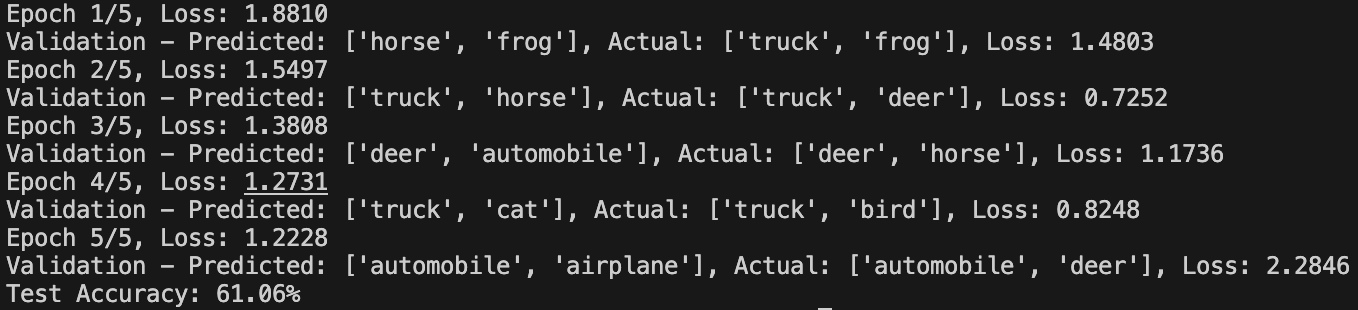 Epoch 1/5, Loss: 1.8810
Validation – Predicted: ['horse', 'frog'], Actual: ['truck', 'frog'], Loss: 1.4803
Epoch 2/5, Loss: 1.5497
Validation – Predicted: ['truck', 'horse'], Actual: ['truck', 'deer'], Loss: 0.7252
Epoch 3/5, Loss: 1.3808
Validation – Predicted: ['deer', 'automobile'], Actual: ['deer', 'horse'], Loss: 1.1736
Epoch 4/5, Loss: 1.2731
Validation – Predicted: ['truck', 'cat'], Actual: ['truck', 'bird'], Loss: 0.8248
Epoch 5/5, Loss: 1.2228
Validation – Predicted: ['automobile', 'airplane'], Actual: ['automobile', 'deer'], Loss: 2.2846
Test Accuracy: 61.06%